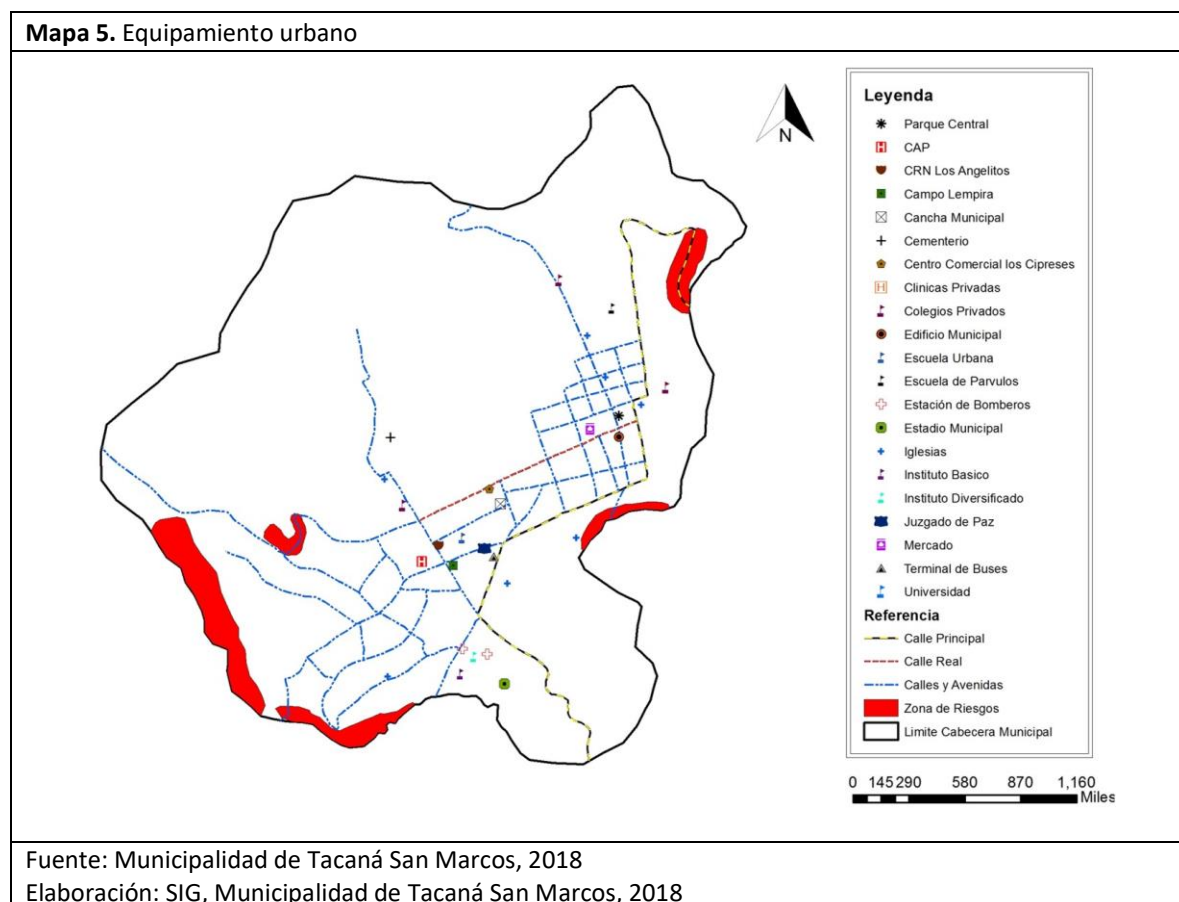 Mapa 5. Equipamiento urbano
N
Leyenda
Parque Central
CAP
CRN Los Angelitos
Campo Lempira
Cancha Municipal
Cementerio
Centro Comercial los Cipreses
Clinicas Privadas
Colegios Privados
Edificio Municipal
Escuela Urbana
Escuela de Parvulos
Estación de Bomberos
Estadio Municipal
Iglesias
Instituto Basico
Instituto Diversificado
Juzgado de Paz
Mercado
Terminal de Buses
Universidad
Referencia
Calle Principal
Calle Real
Calles y Avenidas
Zona de Riesgos
Limite Cabecera Municipal
0 145 290 580 870 1,160
Miles
Fuente: Municipalidad de Tacaná San Marcos, 2018
Elaboración: SIG, Municipalidad de Tacaná San Marcos, 2018